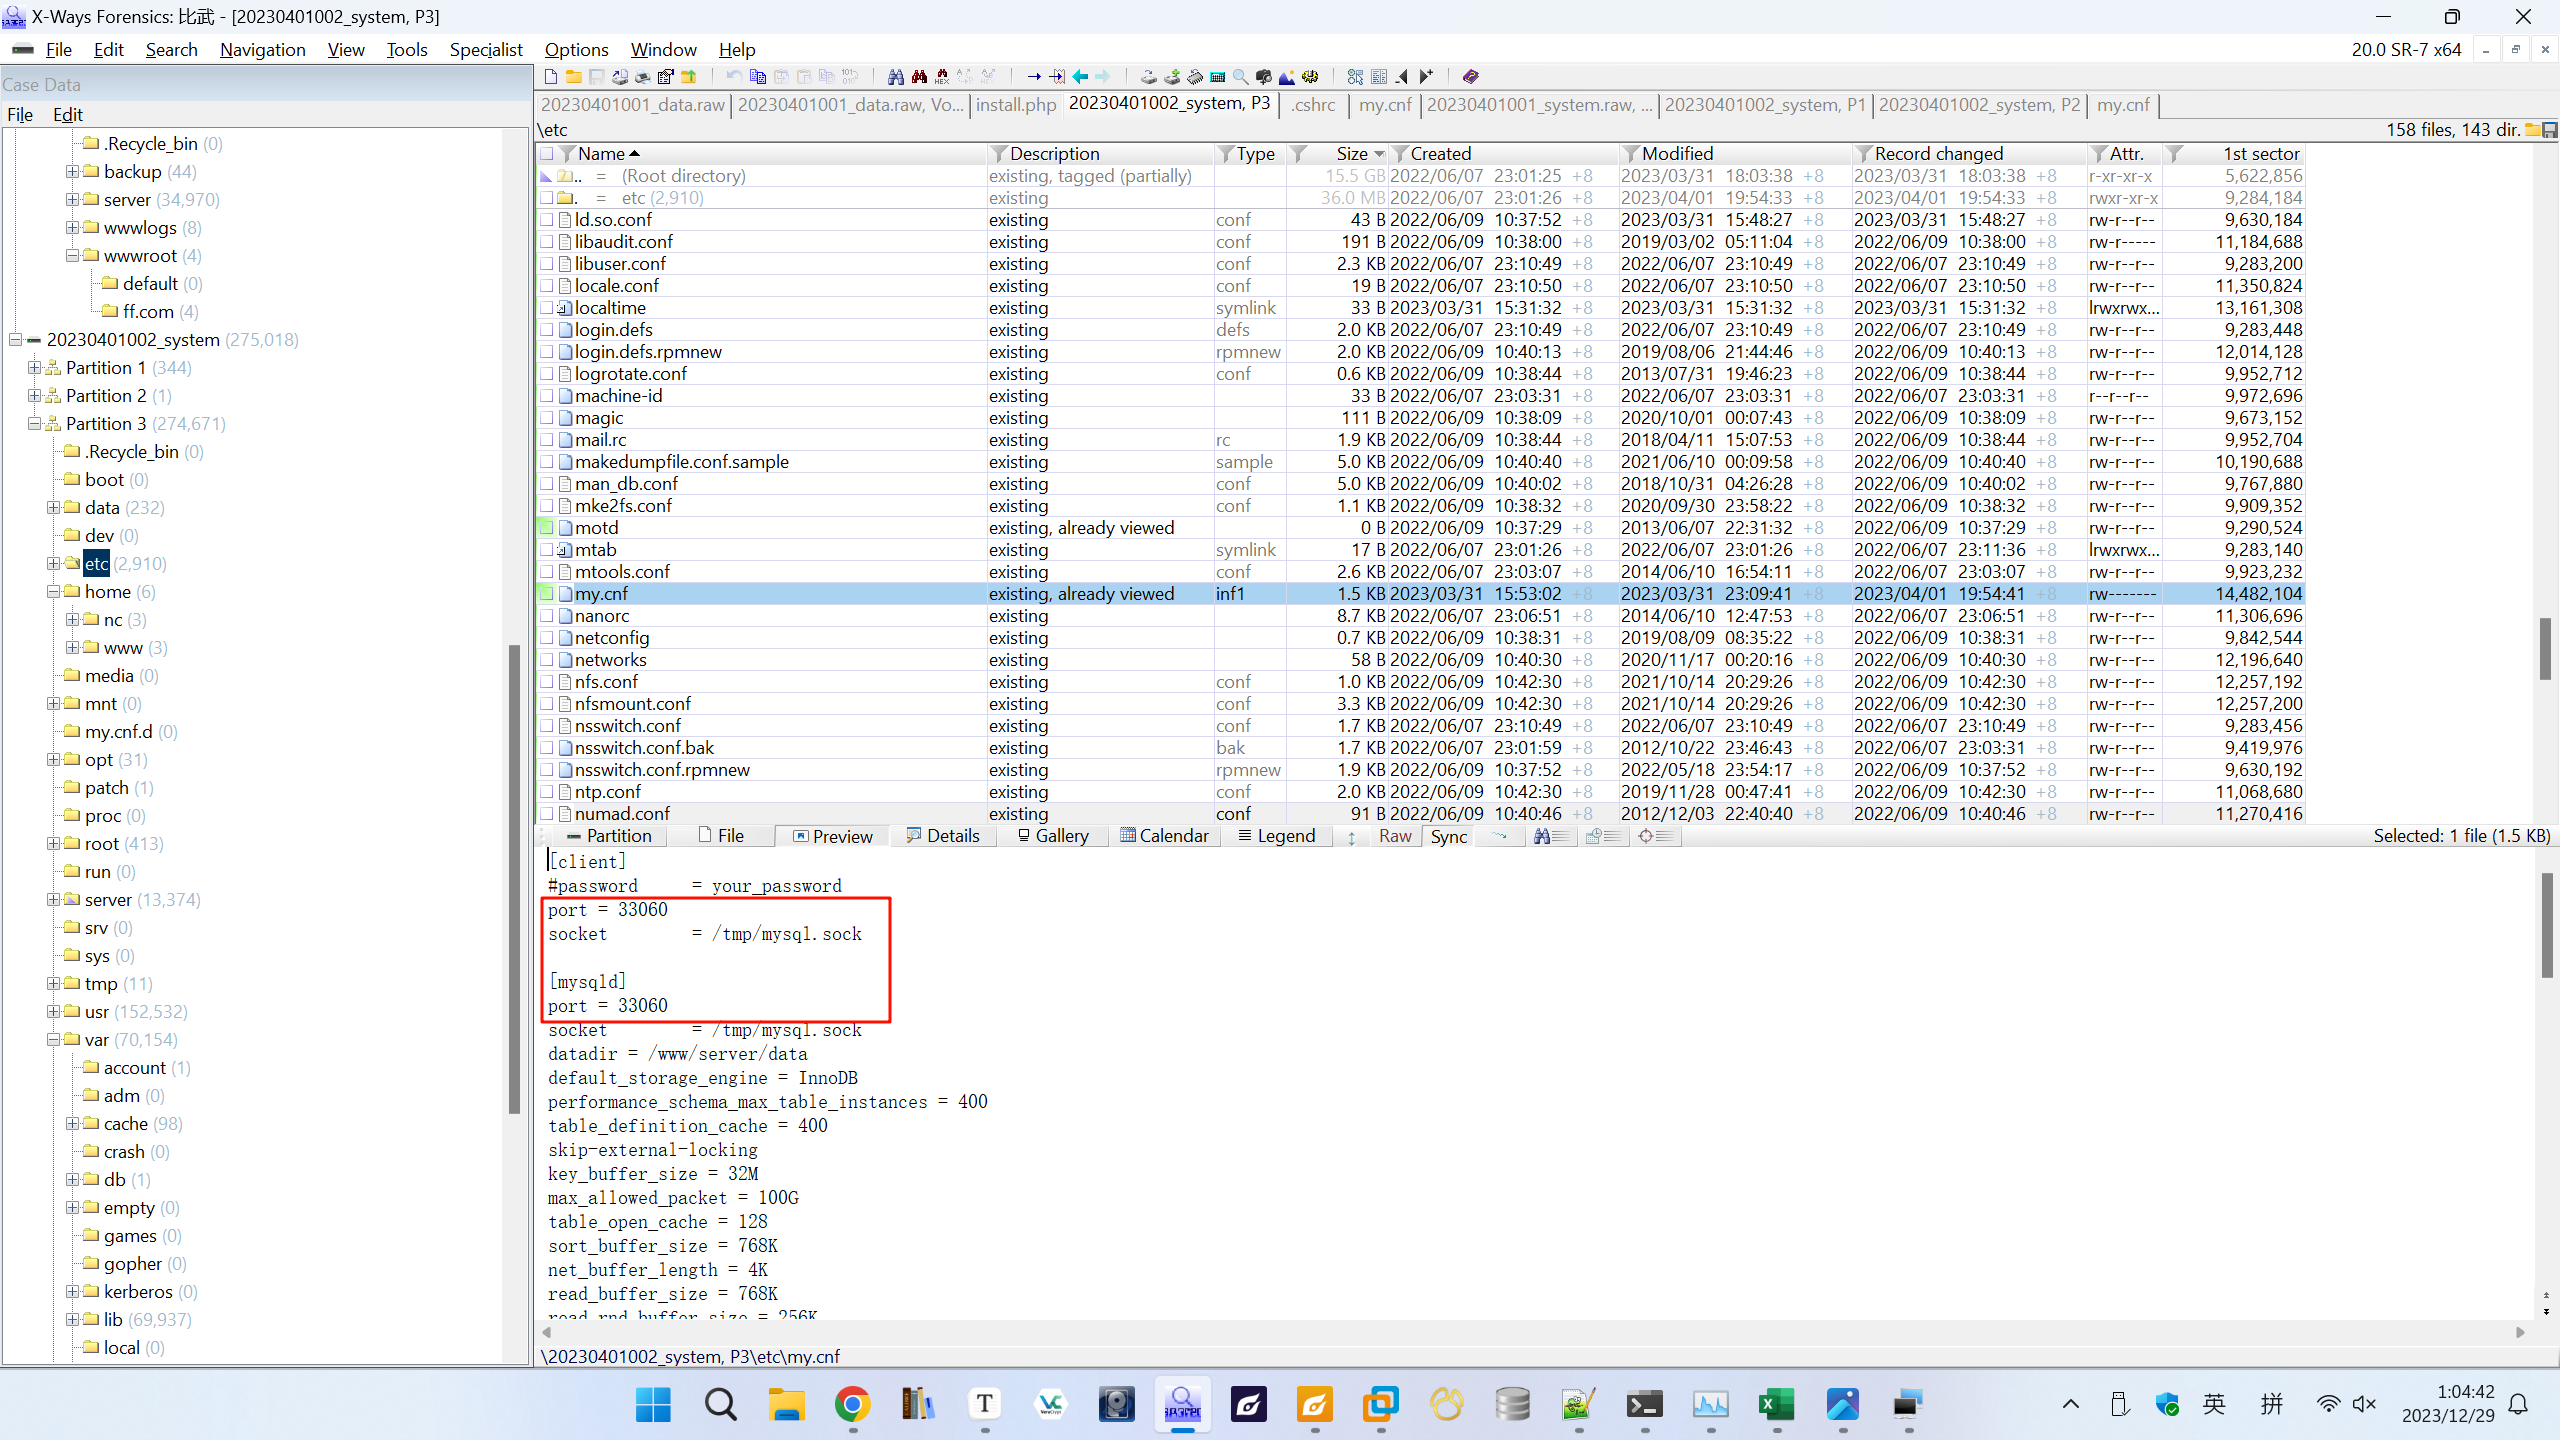 X-Ways Forensics: 比武 - [20230401002_system, P3]
File Edit Search Navigation View Tools Specialist Options Window Help
20.0 SR-7 x64
Case Data
File Edit
.Recycle_bin (0)
backup (44)
server (34,970)
wwwlogs (8)
wwwroot (4)
default (0)
ff.com (4)
20230401002_system (275,018)
Partition 1 (344)
Partition 2 (1)
Partition 3 (274,671)
.Recycle_bin (0)
boot (0)
data (232)
dev (0)
etc (2,910)
home (6)
nc (3)
www (3)
media (0)
mnt (0)
my.cnf.d (0)
opt (31)
patch (1)
proc (0)
root (413)
run (0)
server (13,374)
srv (0)
sys (0)
tmp (11)
usr (152,532)
var (70,154)
account (1)
adm (0)
cache (98)
crash (0)
db (1)
empty (0)
games (0)
gopher (0)
kerberos (0)
lib (69,937)
local (0)
20230401001_data.raw 20230401001_data.raw, Vo... install.php 20230401002_system, P3 .cshrc my.cnf 20230401001_system.raw, ... 20230401002_system, P1 20230401002_system, P2 my.cnf
\etc
158 files, 143 dir.
Name Description Type Size Created Modified Record changed Attr. 1st sector
.. = (Root directory) existing, tagged (partially) 15.5 GB 2022/06/07 23:01:25 +8 2023/03/31 18:03:38 +8 2023/03/31 18:03:38 +8 r-xr-xr-x 5,622,856
. = etc (2,910) existing 36.0 MB 2022/06/07 23:01:26 +8 2023/04/01 19:54:33 +8 2023/04/01 19:54:33 +8 rwxr-xr-x 9,284,184
ld.so.conf existing conf 43 B 2022/06/09 10:37:52 +8 2023/03/31 15:48:27 +8 2023/03/31 15:48:27 +8 rw-r--r-- 9,630,184
libaudit.conf existing conf 191 B 2022/06/09 10:38:00 +8 2019/03/02 05:11:04 +8 2022/06/09 10:38:00 +8 rw-r----- 11,184,688
libuser.conf existing conf 2.3 KB 2022/06/07 23:10:49 +8 2022/06/07 23:10:49 +8 2022/06/07 23:10:49 +8 rw-r--r-- 9,283,200
locale.conf existing conf 19 B 2022/06/07 23:10:50 +8 2022/06/07 23:10:50 +8 2022/06/07 23:10:50 +8 rw-r--r-- 11,350,824
localtime existing symlink 33 B 2023/03/31 15:31:32 +8 2023/03/31 15:31:32 +8 2023/03/31 15:31:32 +8 lrwxrwx... 13,161,308
login.defs existing defs 2.0 KB 2022/06/07 23:10:49 +8 2022/06/07 23:10:49 +8 2022/06/07 23:10:49 +8 rw-r--r-- 9,283,448
login.defs.rpmnew existing rpmnew 2.0 KB 2022/06/09 10:40:13 +8 2019/08/06 21:44:46 +8 2022/06/09 10:40:13 +8 rw-r--r-- 12,014,128
logrotate.conf existing conf 0.6 KB 2022/06/09 10:38:44 +8 2013/07/31 19:46:23 +8 2022/06/09 10:38:44 +8 rw-r--r-- 9,952,712
machine-id existing 33 B 2022/06/07 23:03:31 +8 2022/06/07 23:03:31 +8 2022/06/07 23:03:31 +8 r--r--r-- 9,972,696
magic existing 111 B 2022/06/09 10:38:09 +8 2020/10/01 00:07:43 +8 2022/06/09 10:38:09 +8 rw-r--r-- 9,673,152
mail.rc existing rc 1.9 KB 2022/06/09 10:38:44 +8 2018/04/11 15:07:53 +8 2022/06/09 10:38:44 +8 rw-r--r-- 9,952,704
makedumpfile.conf.sample existing sample 5.0 KB 2022/06/09 10:40:40 +8 2021/06/10 00:09:58 +8 2022/06/09 10:40:40 +8 rw-r--r-- 10,190,688
man_db.conf existing conf 5.0 KB 2022/06/09 10:40:02 +8 2018/10/31 04:26:28 +8 2022/06/09 10:40:02 +8 rw-r--r-- 9,767,880
mke2fs.conf existing conf 1.1 KB 2022/06/09 10:38:32 +8 2020/09/30 23:58:22 +8 2022/06/09 10:38:32 +8 rw-r--r-- 9,909,352
motd existing, already viewed 0 B 2022/06/09 10:37:29 +8 2013/06/07 22:31:32 +8 2022/06/09 10:37:29 +8 rw-r--r-- 9,290,524
mtab existing symlink 17 B 2022/06/07 23:01:26 +8 2022/06/07 23:01:26 +8 2022/06/07 23:11:36 +8 lrwxrwx... 9,283,140
mtools.conf existing conf 2.6 KB 2022/06/07 23:03:07 +8 2014/06/10 16:54:11 +8 2022/06/07 23:03:07 +8 rw-r--r-- 9,923,232
my.cnf existing, already viewed inf1 1.5 KB 2023/03/31 15:53:02 +8 2023/03/31 23:09:41 +8 2023/04/01 19:54:41 +8 rw------- 14,482,104
nanorc existing 8.7 KB 2022/06/07 23:06:51 +8 2014/06/10 12:47:53 +8 2022/06/07 23:06:51 +8 rw-r--r-- 11,306,696
netconfig existing 0.7 KB 2022/06/09 10:38:31 +8 2019/08/09 08:35:22 +8 2022/06/09 10:38:31 +8 rw-r--r-- 9,842,544
networks existing 58 B 2022/06/09 10:40:30 +8 2020/11/17 00:20:16 +8 2022/06/09 10:40:30 +8 rw-r--r-- 12,196,640
nfs.conf existing conf 1.0 KB 2022/06/09 10:42:30 +8 2021/10/14 20:29:26 +8 2022/06/09 10:42:30 +8 rw-r--r-- 12,257,192
nfsmount.conf existing conf 3.3 KB 2022/06/09 10:42:30 +8 2021/10/14 20:29:26 +8 2022/06/09 10:42:30 +8 rw-r--r-- 12,257,200
nsswitch.conf existing conf 1.7 KB 2022/06/07 23:10:49 +8 2022/06/07 23:10:49 +8 2022/06/07 23:10:49 +8 rw-r--r-- 9,283,456
nsswitch.conf.bak existing bak 1.7 KB 2022/06/07 23:01:59 +8 2012/10/22 23:46:43 +8 2022/06/07 23:03:31 +8 rw-r--r-- 9,419,976
nsswitch.conf.rpmnew existing rpmnew 1.9 KB 2022/06/09 10:37:52 +8 2022/05/18 23:54:17 +8 2022/06/09 10:37:52 +8 rw-r--r-- 9,630,192
ntp.conf existing conf 2.0 KB 2022/06/09 10:42:30 +8 2019/11/28 00:47:41 +8 2022/06/09 10:42:30 +8 rw-r--r-- 11,068,680
numad.conf existing conf 91 B 2022/06/09 10:40:46 +8 2012/12/03 22:40:40 +8 2022/06/09 10:40:46 +8 rw-r--r-- 11,270,416
Partition File Preview Details Gallery Calendar Legend Raw Sync Selected: 1 file (1.5 KB)
[client]
#password = your_password
port = 33060
socket = /tmp/mysql.sock
[mysqld]
port = 33060
socket = /tmp/mysql.sock
datadir = /www/server/data
default_storage_engine = InnoDB
performance_schema_max_table_instances = 400
table_definition_cache = 400
skip-external-locking
key_buffer_size = 32M
max_allowed_packet = 100G
table_open_cache = 128
sort_buffer_size = 768K
net_buffer_length = 4K
read_buffer_size = 768K
read_rnd_buffer_size = 256K
\20230401002_system, P3\etc\my.cnf
英 拼
1:04:42
2023/12/29